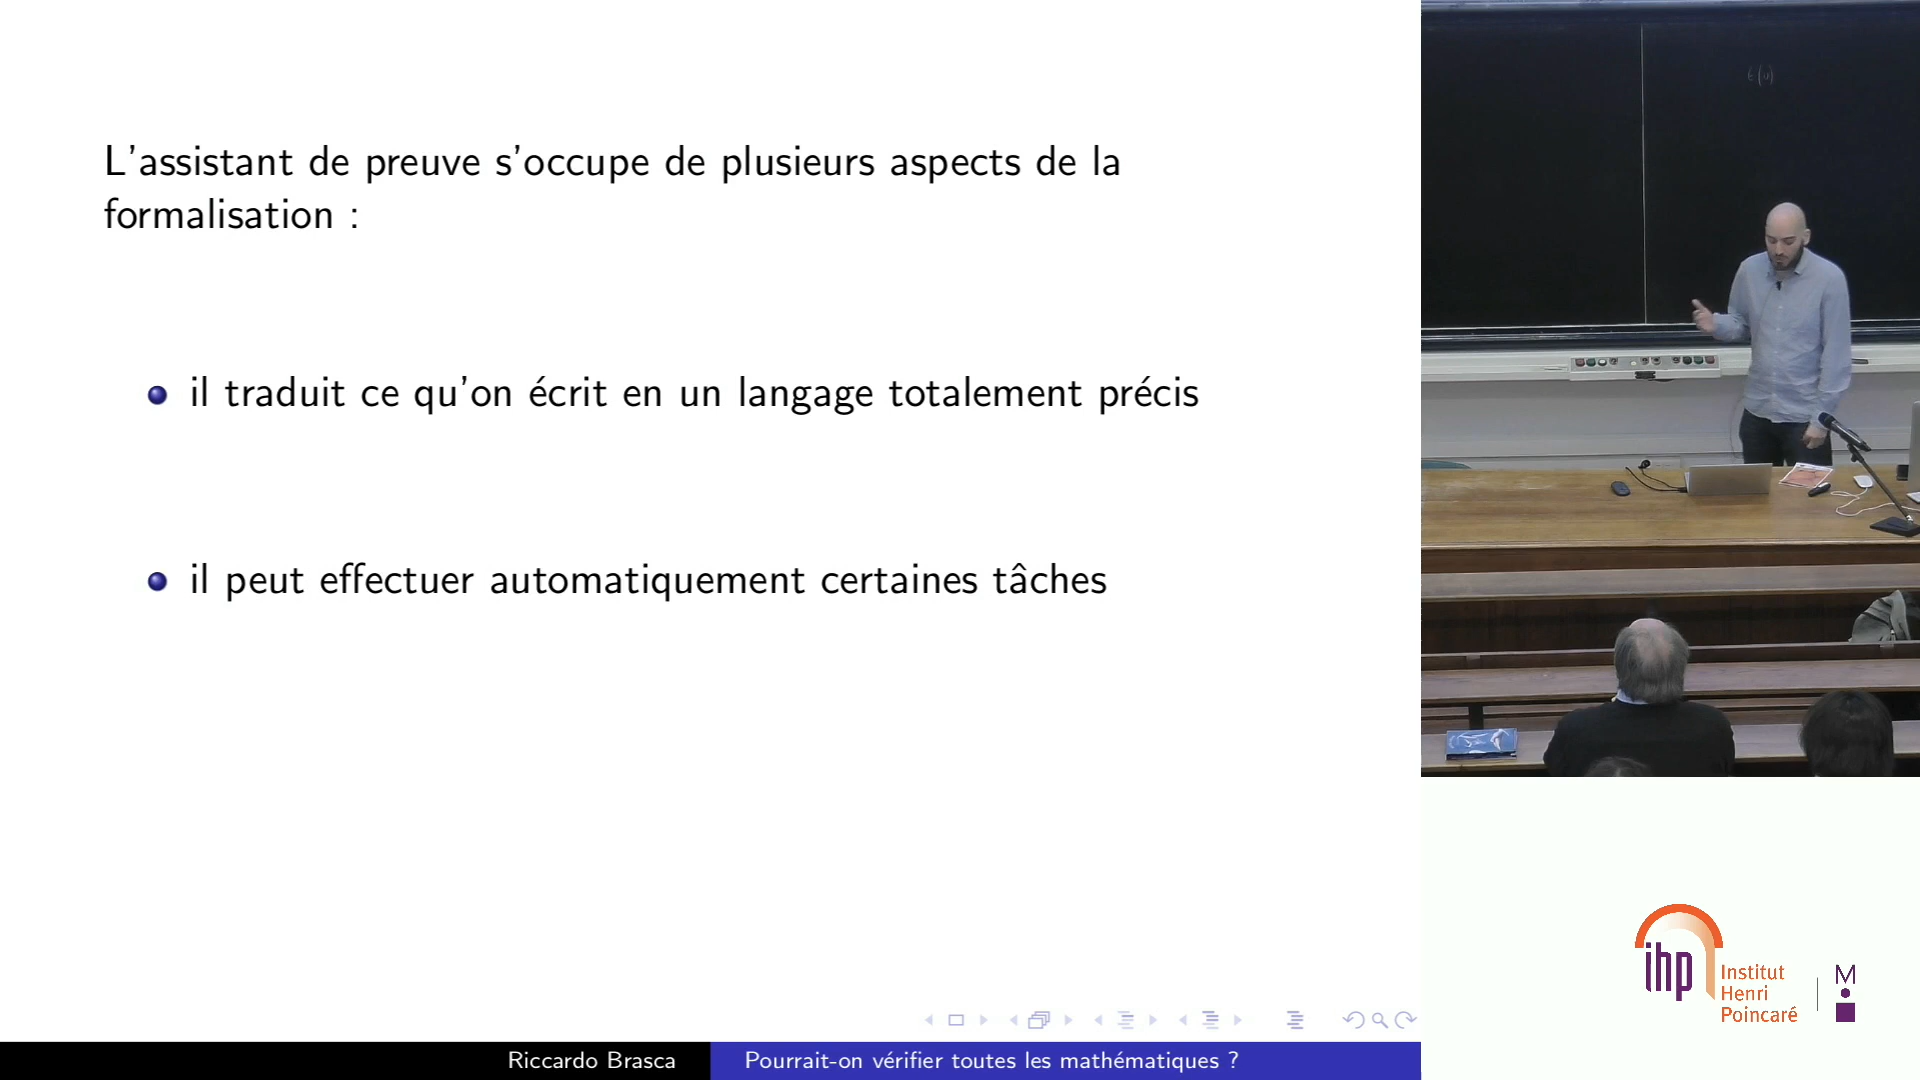 L'assistant de preuve s'occupe de plusieurs aspects de la
formalisation :
il traduit ce qu'on écrit en un langage totalement précis
il peut effectuer automatiquement certaines tâches
Riccardo Brasca
Pourrait-on vérifier toutes les mathématiques ?
ihp
Institut
Henri
Poincaré
M